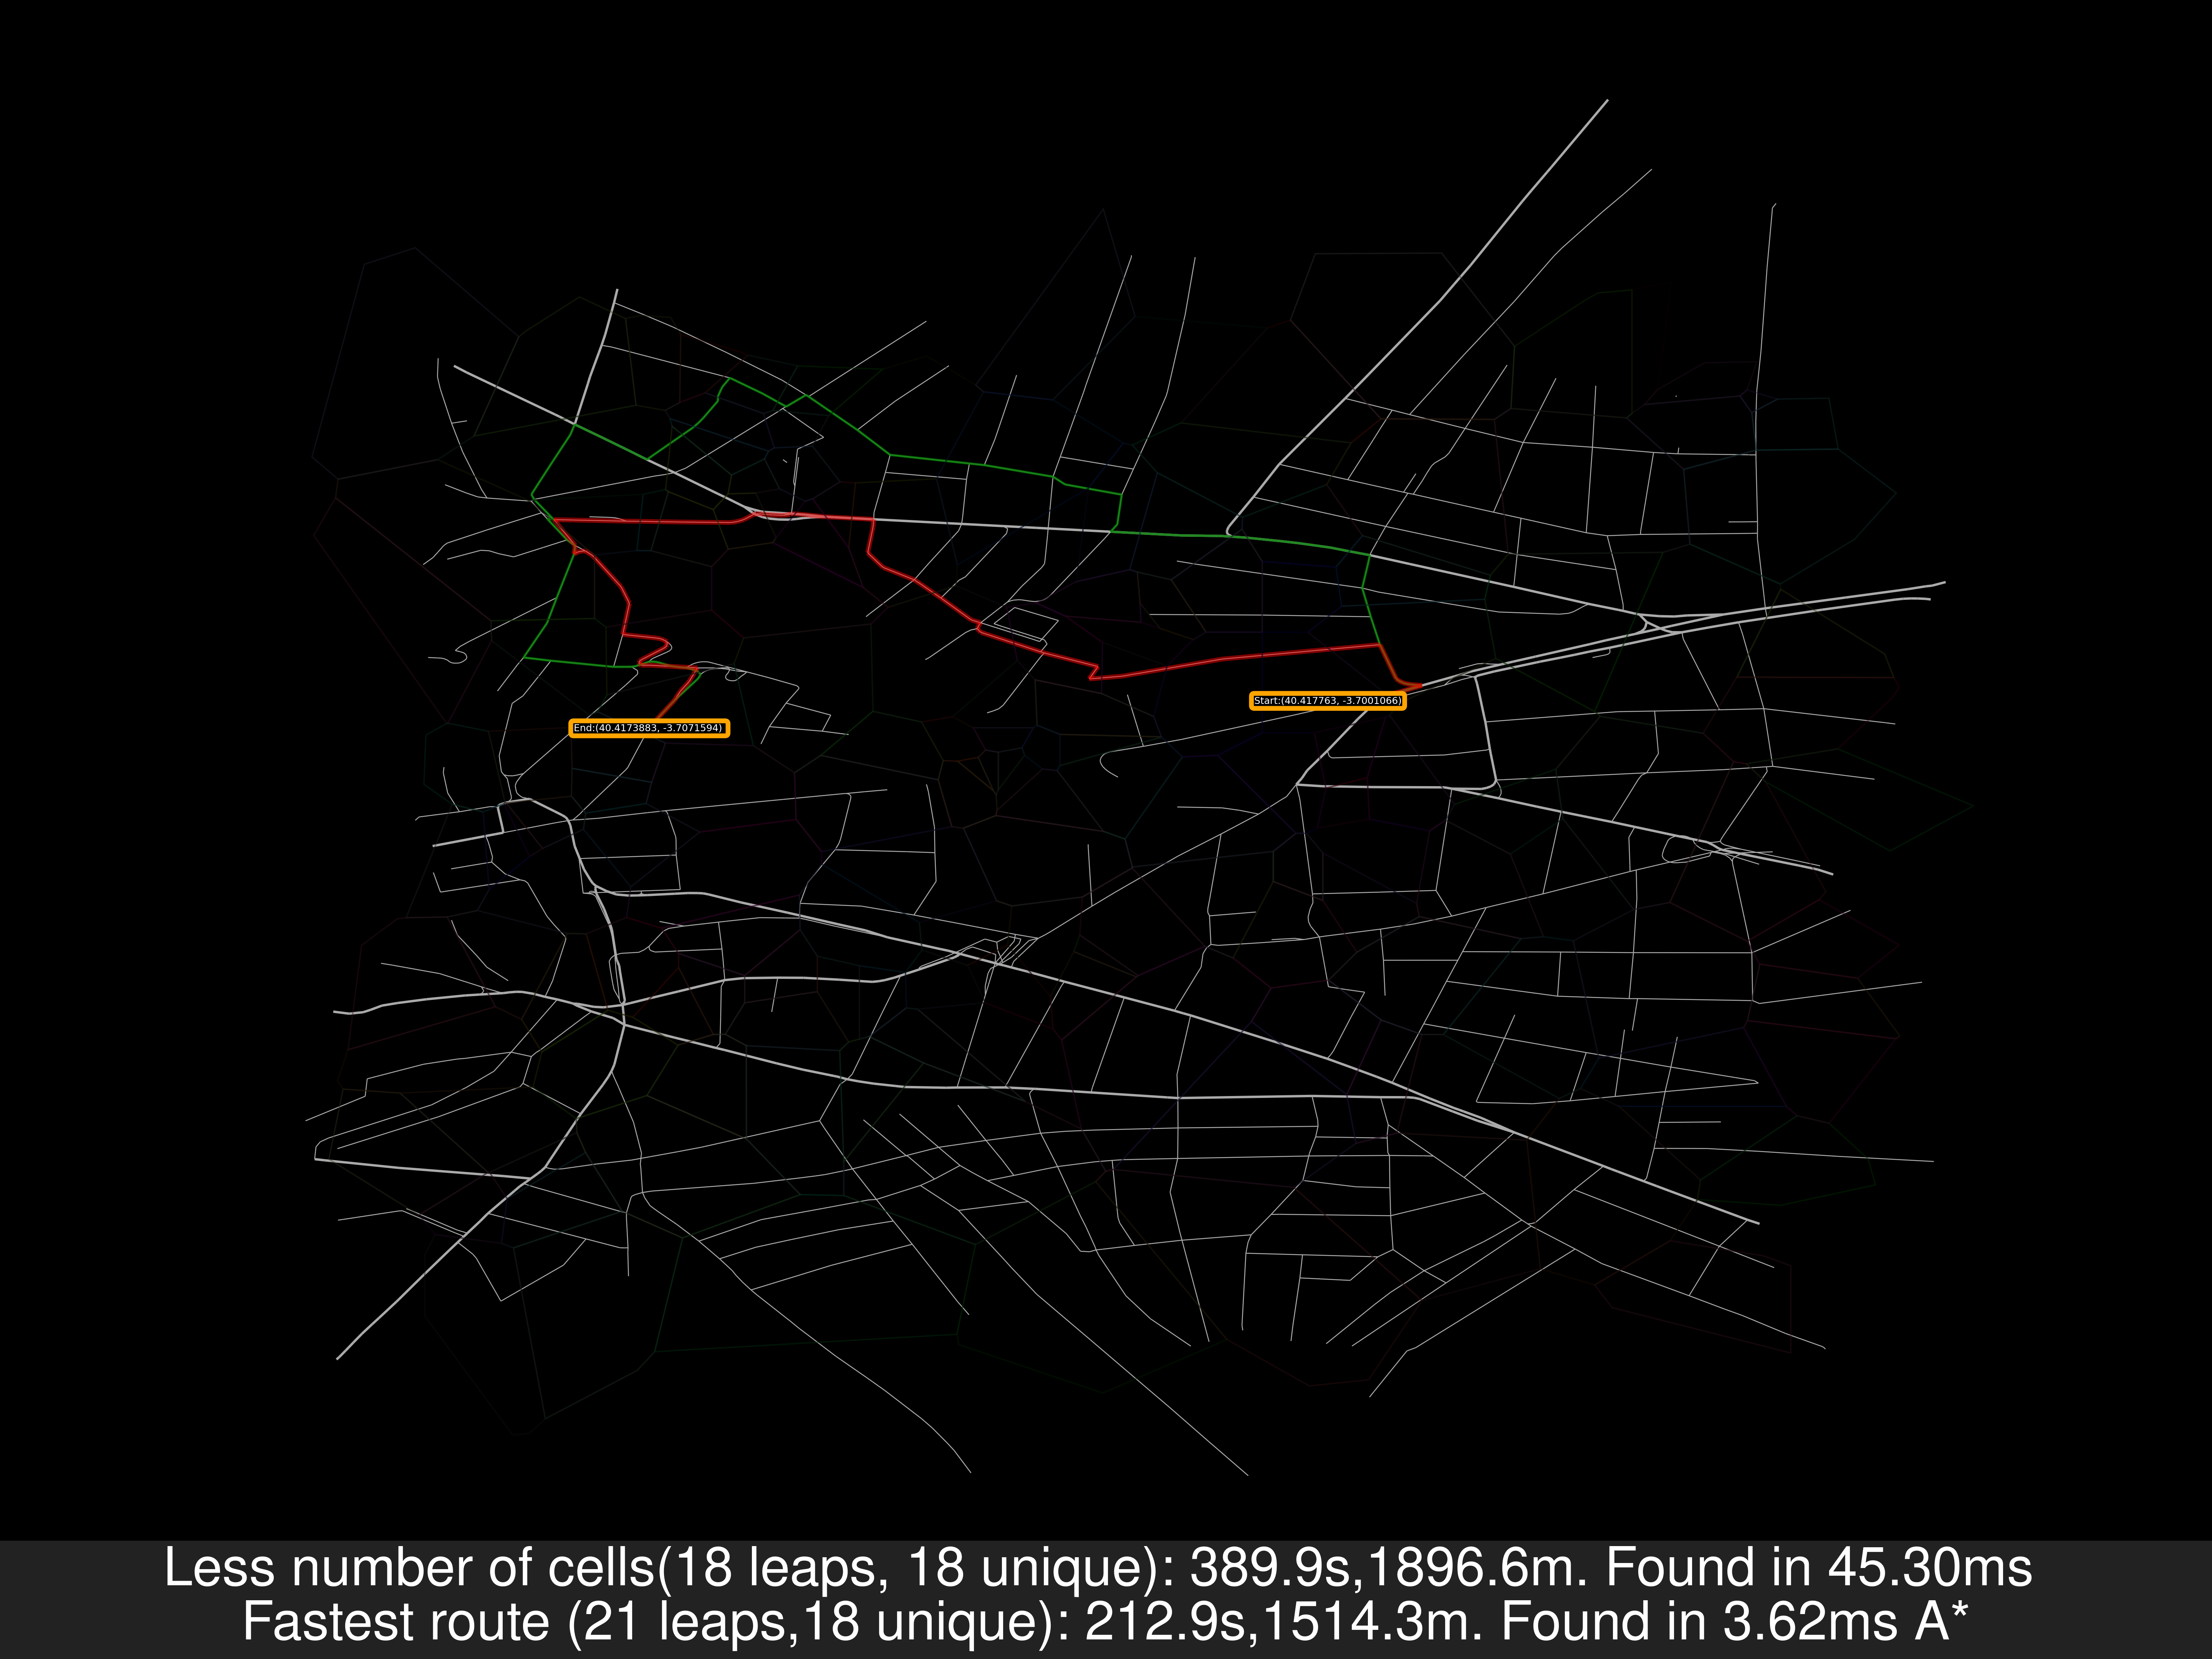 Start:(40.417763, -3.7001066)
End:(40.4173883, -3.7071594)
Less number of cells(18 leaps, 18 unique): 389.9s,1896.6m. Found in 45.30ms
Fastest route (21 leaps,18 unique): 212.9s,1514.3m. Found in 3.62ms A*